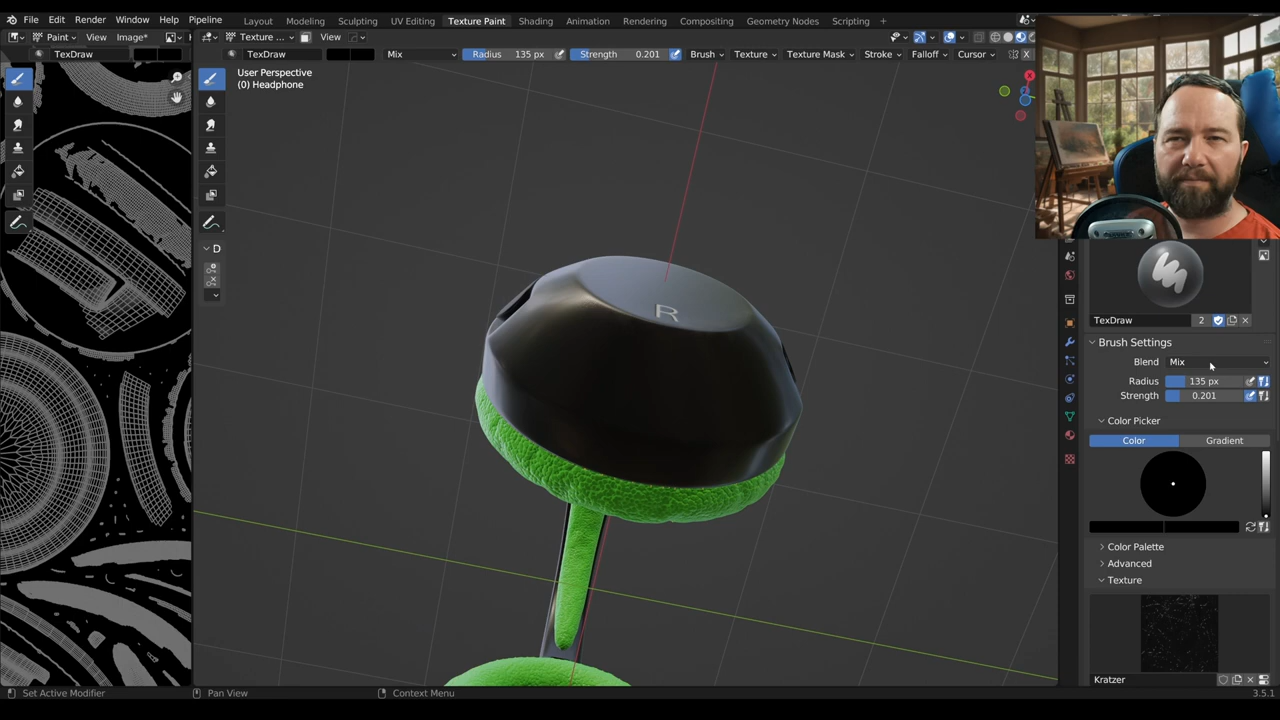 File Edit Render Window Help Pipeline Layout Modeling Sculpting UV Editing Texture Paint Shading Animation Rendering Compositing Geometry Nodes Scripting +
Paint View Image* Texture ... View
TexDraw TexDraw Mix Radius 135 px Strength 0.201 Brush Texture Texture Mask Stroke Falloff Cursor X
User Perspective
(0) Headphone
X
D
R
TexDraw 2
Brush Settings
Blend Mix
Radius 135 px
Strength 0.201
Color Picker
Color Gradient
Color Palette
Advanced
Texture
Kratzer
Set Active Modifier Pan View Context Menu 3.5.1